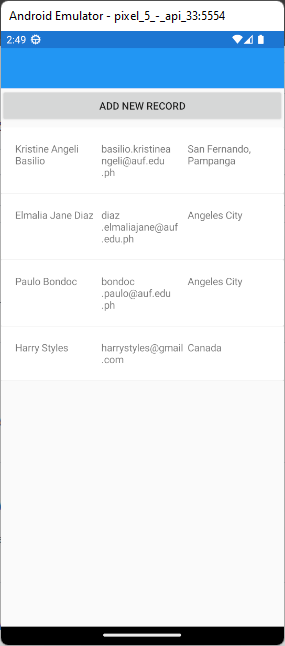 Android Emulator - pixel_5_-_api_33:5554
2:49
ADD NEW RECORD
Kristine Angeli basilio.kristinea San Fernando,
Basilio ngeli@auf.edu Pampanga
.ph
Elmalia Jane Diaz diaz Angeles City
.elmaliajane@auf
.edu.ph
Paulo Bondoc bondoc Angeles City
.paulo@auf.edu
.ph
Harry Styles harrystyles@gmail Canada
.com